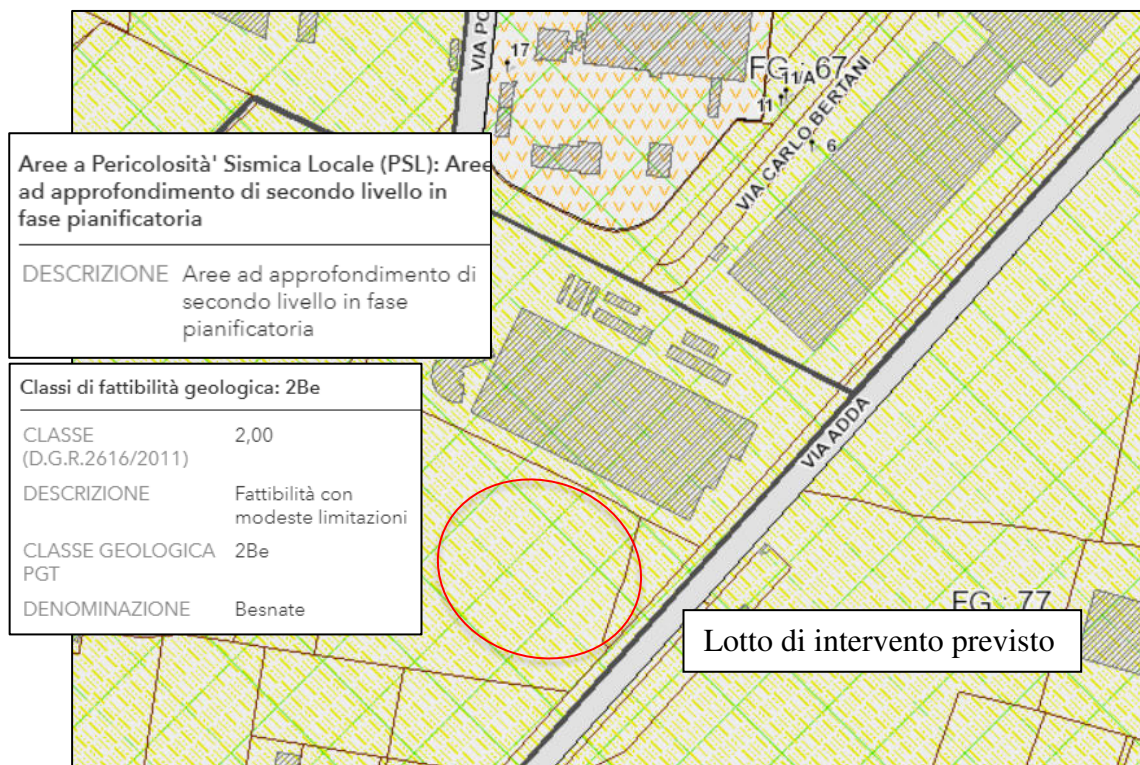 VIA PO
17
FG : 67
11/A
11
VIA CARLO BERTANI
6
Aree a Pericolosità' Sismica Locale (PSL): Aree
ad approfondimento di secondo livello in
fase pianificatoria
DESCRIZIONE Aree ad approfondimento di
secondo livello in fase
pianificatoria
Classi di fattibilità geologica: 2Be
CLASSE 2,00
(D.G.R.2616/2011)
DESCRIZIONE Fattibilità con
modeste limitazioni
CLASSE GEOLOGICA 2Be
PGT
DENOMINAZIONE Besnate
VIA ADDA
FG : 77
Lotto di intervento previsto